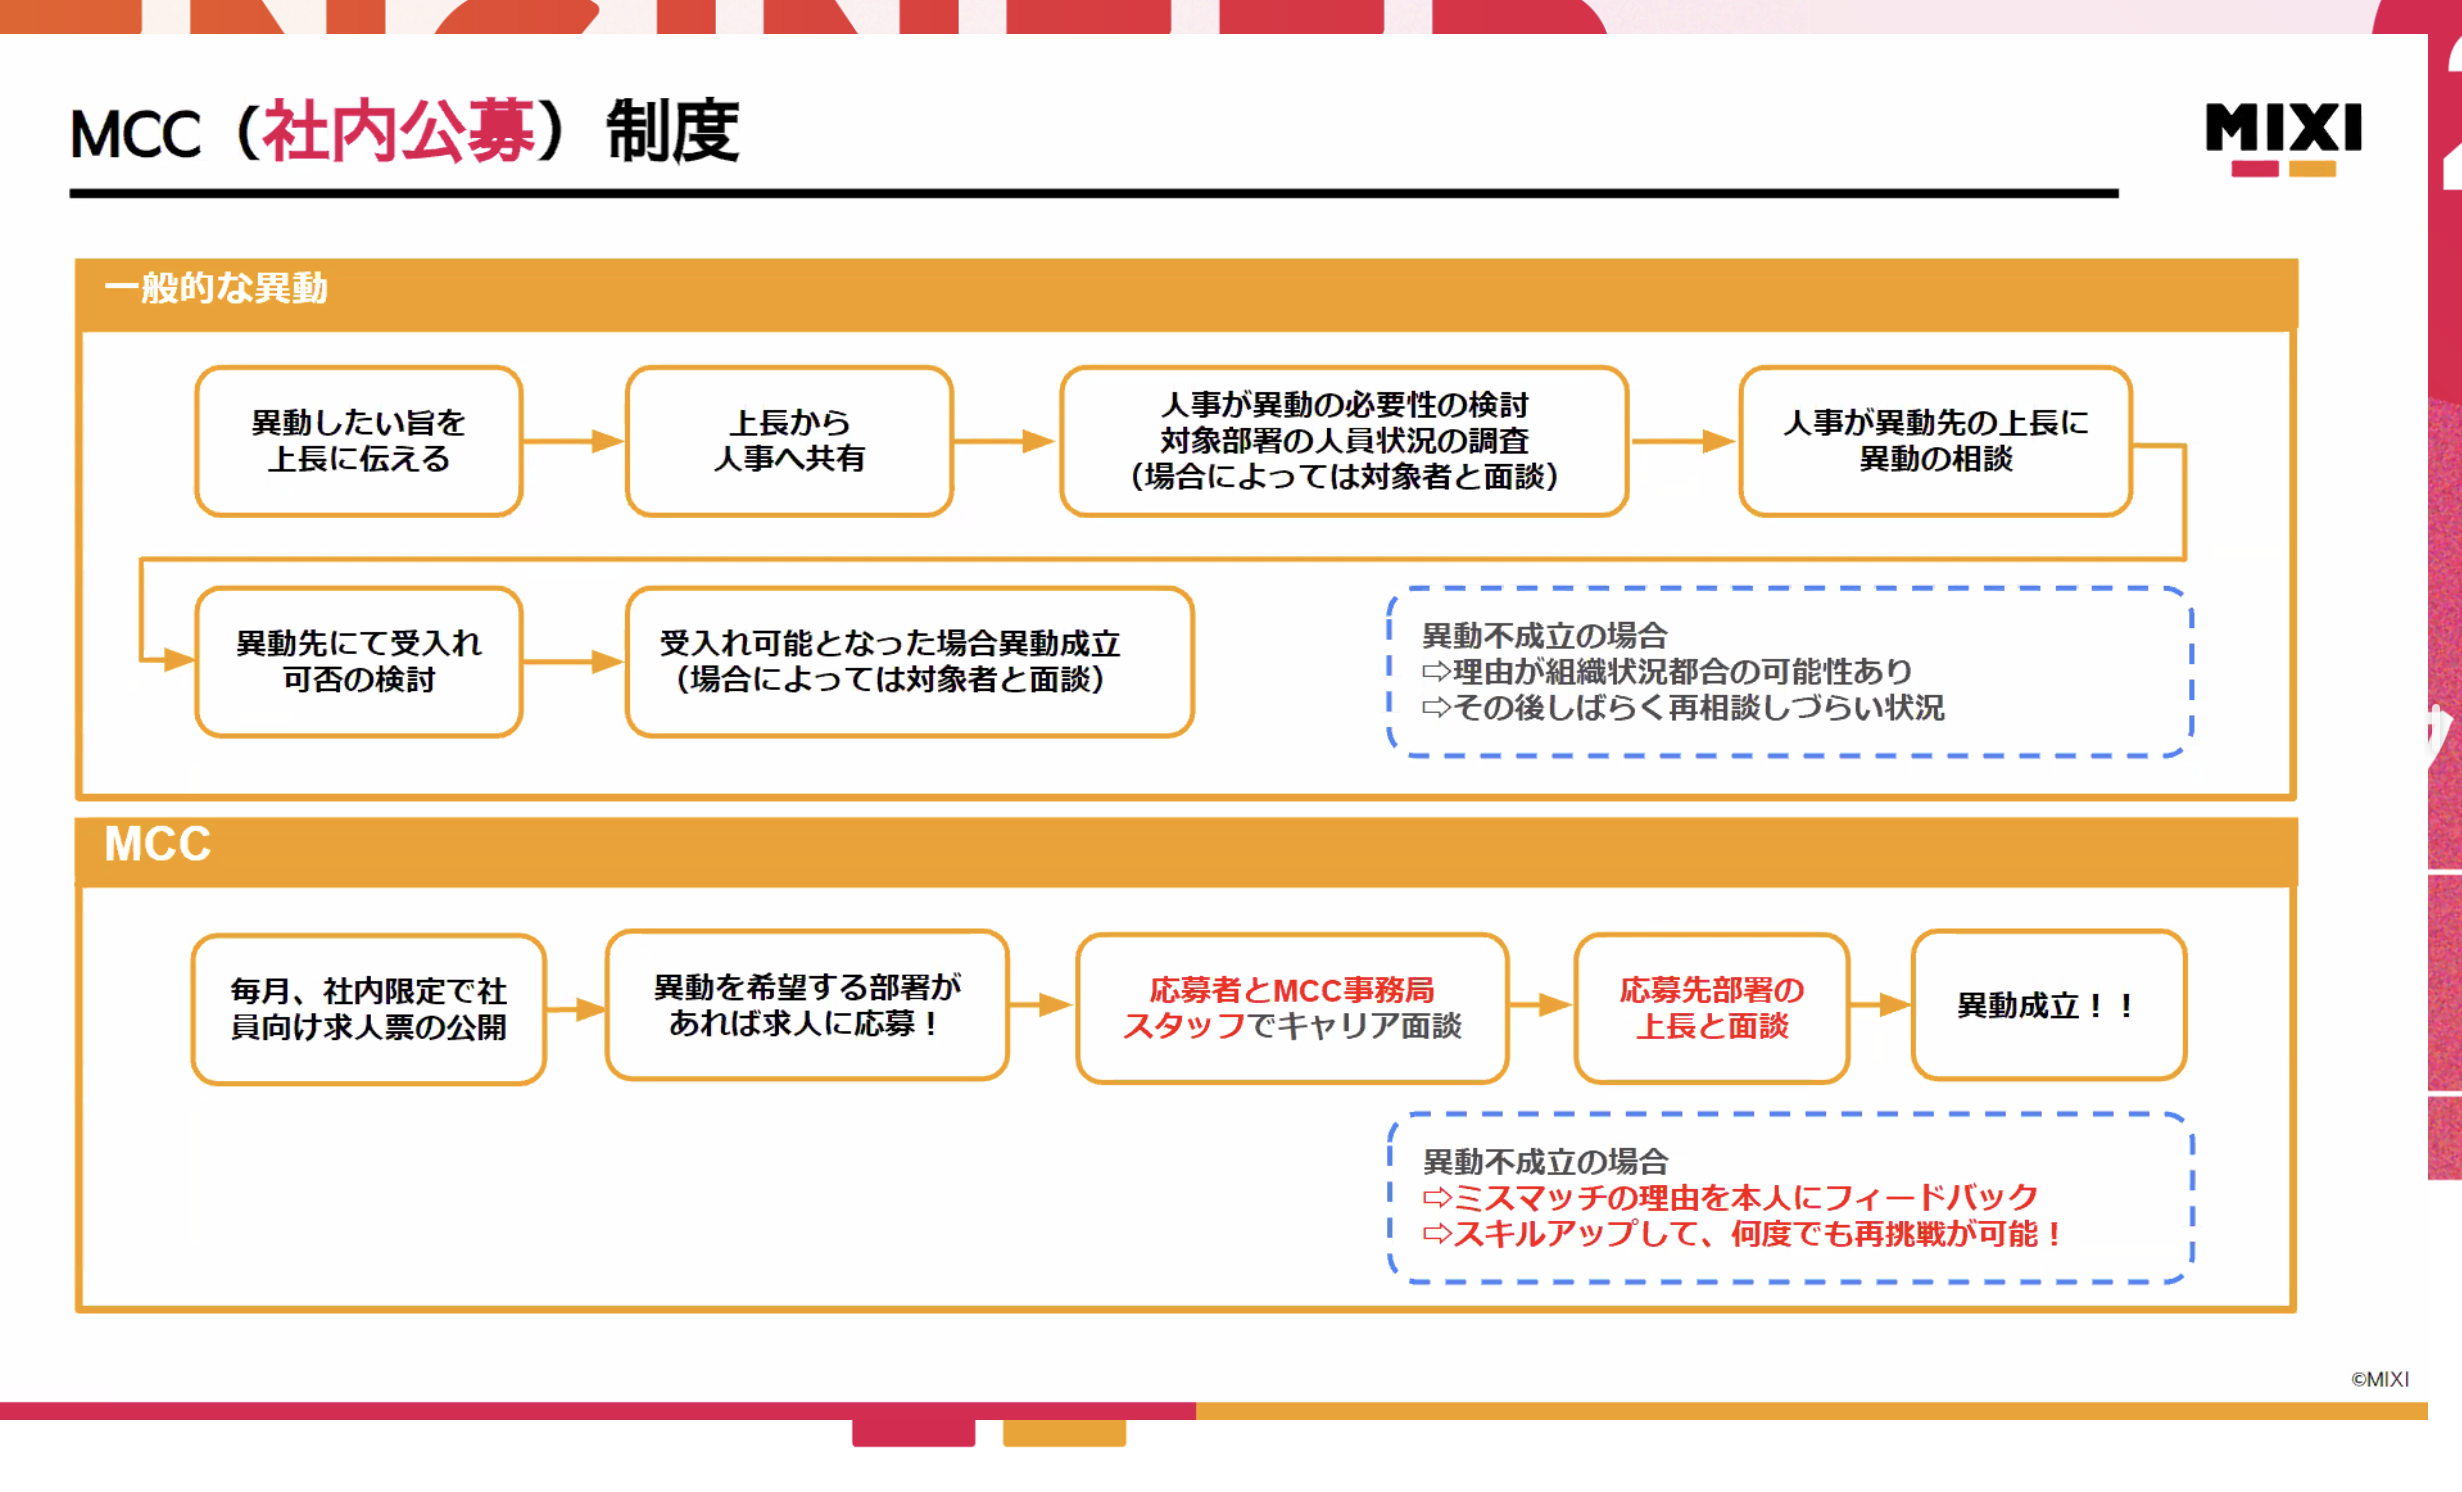 MCC（社内公募）制度
MIXI
一般的な異動
異動したい旨を
上長に伝える
上長から
人事へ共有
人事が異動の必要性の検討
対象部署の人員状況の調査
（場合によっては対象者と面談）
人事が異動先の上長に
異動の相談
異動先にて受入れ
可否の検討
受入れ可能となった場合異動成立
（場合によっては対象者と面談）
異動不成立の場合
⇨理由が組織状況都合の可能性あり
⇨その後しばらく再相談しづらい状況
MCC
毎月、社内限定で社
員向け求人票の公開
異動を希望する部署が
あれば求人に応募！
応募者とMCC事務局
スタッフでキャリア面談
応募先部署の
上長と面談
異動成立！！
異動不成立の場合
⇨ミスマッチの理由を本人にフィードバック
⇨スキルアップして、何度でも再挑戦が可能！
©MIXI